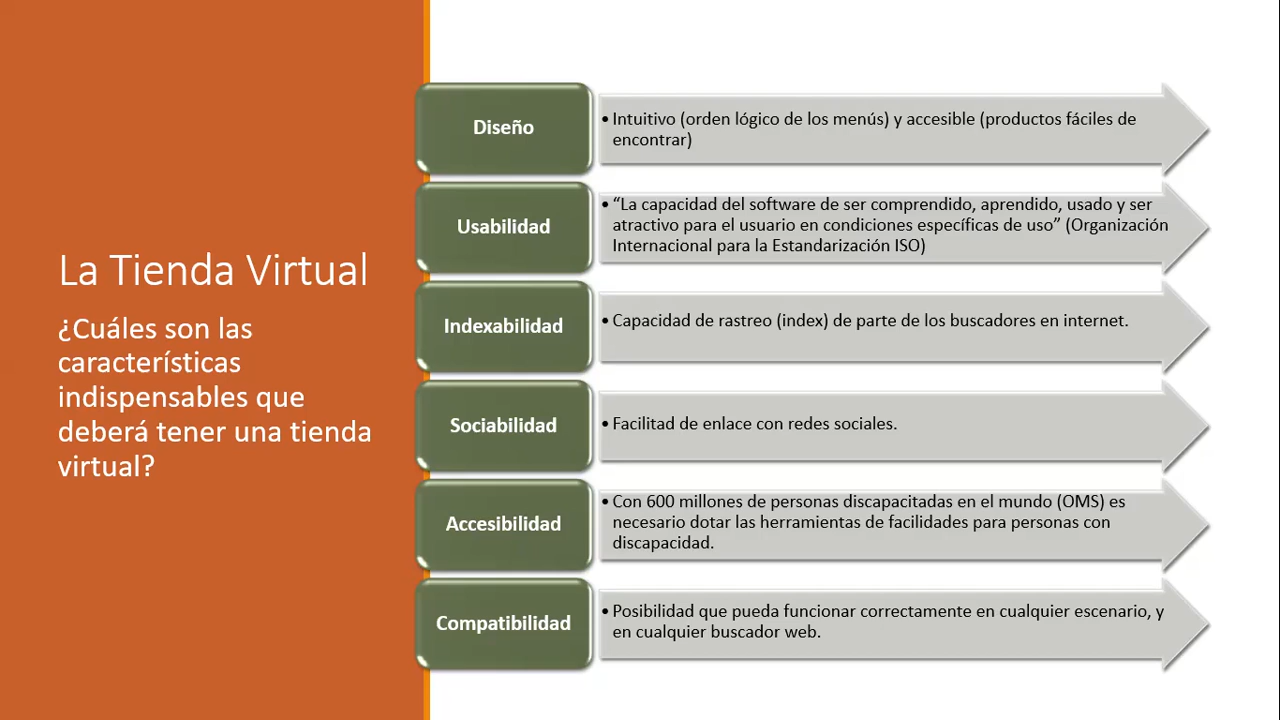 La Tienda Virtual
¿Cuáles son las
características
indispensables que
deberá tener una tienda
virtual?
Diseño
• Intuitivo (orden lógico de los menús) y accesible (productos fáciles de
encontrar)
Usabilidad
• “La capacidad del software de ser comprendido, aprendido, usado y ser
atractivo para el usuario en condiciones específicas de uso” (Organización
Internacional para la Estandarización ISO)
Indexabilidad
• Capacidad de rastreo (index) de parte de los buscadores en internet.
Sociabilidad
• Facilitad de enlace con redes sociales.
Accesibilidad
• Con 600 millones de personas discapacitadas en el mundo (OMS) es
necesario dotar las herramientas de facilidades para personas con
discapacidad.
Compatibilidad
• Posibilidad que pueda funcionar correctamente en cualquier escenario, y
en cualquier buscador web.